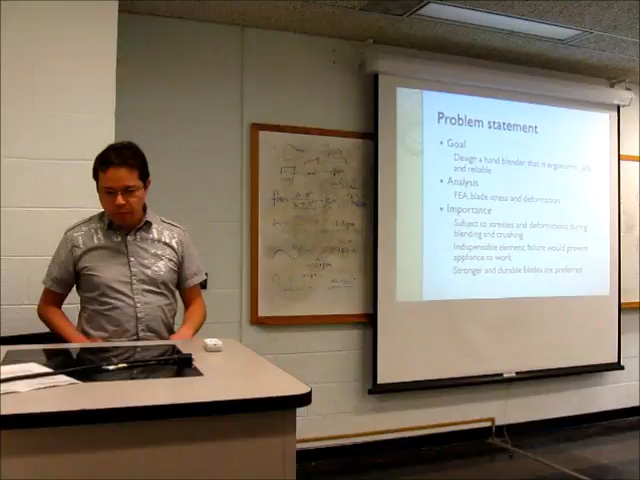 Problem statement
• Goal
Design a hand blender that is ergonomic, safe
and reliable
• Analysis
FEA, blade stress and deformation
• Importance
Subject to stresses and deformations during
blending and crushing
Indispensable element, failure would prevent
appliance to work
Stronger and durable blades are preferred